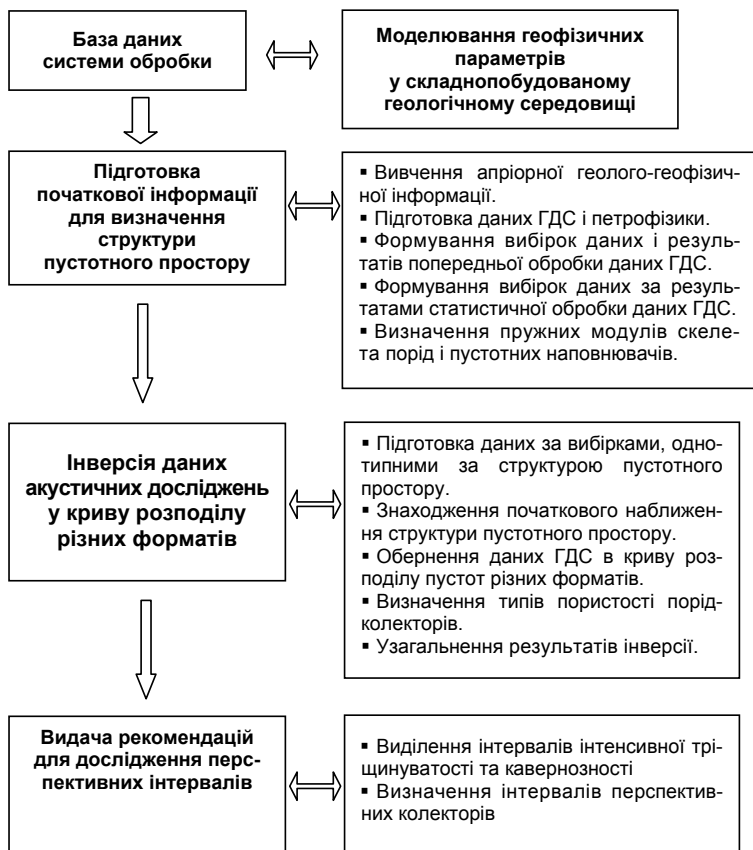 База даних
системи обробки
Моделювання геофізичних
параметрів
у складнопобудованому
геологічному середовищі
Підготовка
початкової інформації
для визначення
структури
пустотного простору
▪ Вивчення апріорної геолого-геофізич-
ної інформації.
▪ Підготовка даних ГДС і петрофізики.
▪ Формування вибірок даних і резуль-
татів попередньої обробки даних ГДС.
▪ Формування вибірок даних за резуль-
татами статистичної обробки даних ГДС.
▪ Визначення пружних модулів скеле-
та порід і пустотних наповнювачів.
Інверсія даних
акустичних досліджень
у криву розподілу
різних форматів
▪ Підготовка даних за вибірками, одно-
типними за структурою пустотного
простору.
▪ Знаходження початкового наближен-
ня структури пустотного простору.
▪ Обернення даних ГДС в криву роз-
поділу пустот різних форматів.
▪ Визначення типів пористості порід-
колекторів.
▪ Узагальнення результатів інверсії.
Видача рекомендацій
для дослідження перс-
пективних інтервалів
▪ Виділення інтервалів інтенсивної трі-
щинуватості та кавернозності
▪ Визначення інтервалів перспектив-
них колекторів